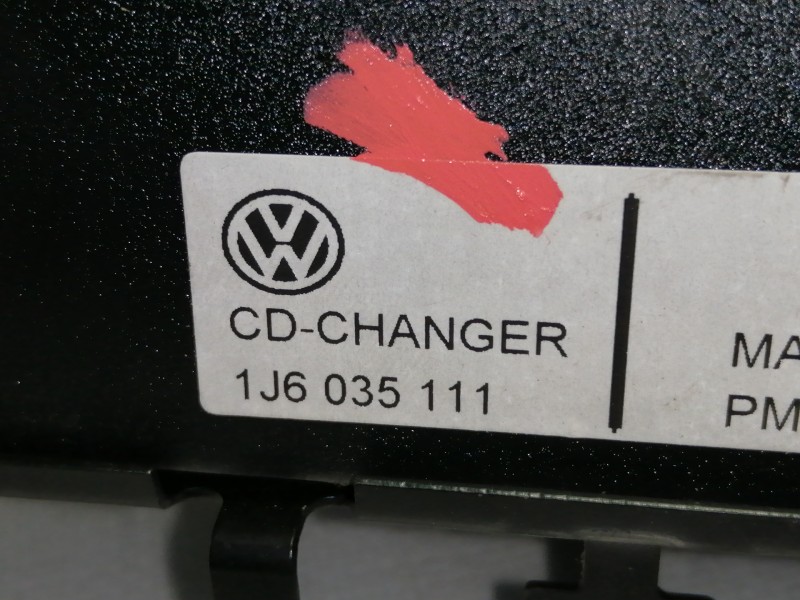 CD-CHANGER
1J6 035 111
MA
PM